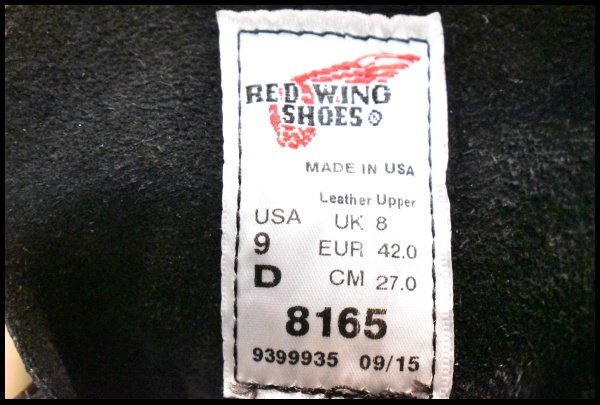 RED WING
SHOES®
MADE IN USA
Leather Upper
USA UK 8
9 EUR 42.0
D CM 27.0
8165
9399935 09/15